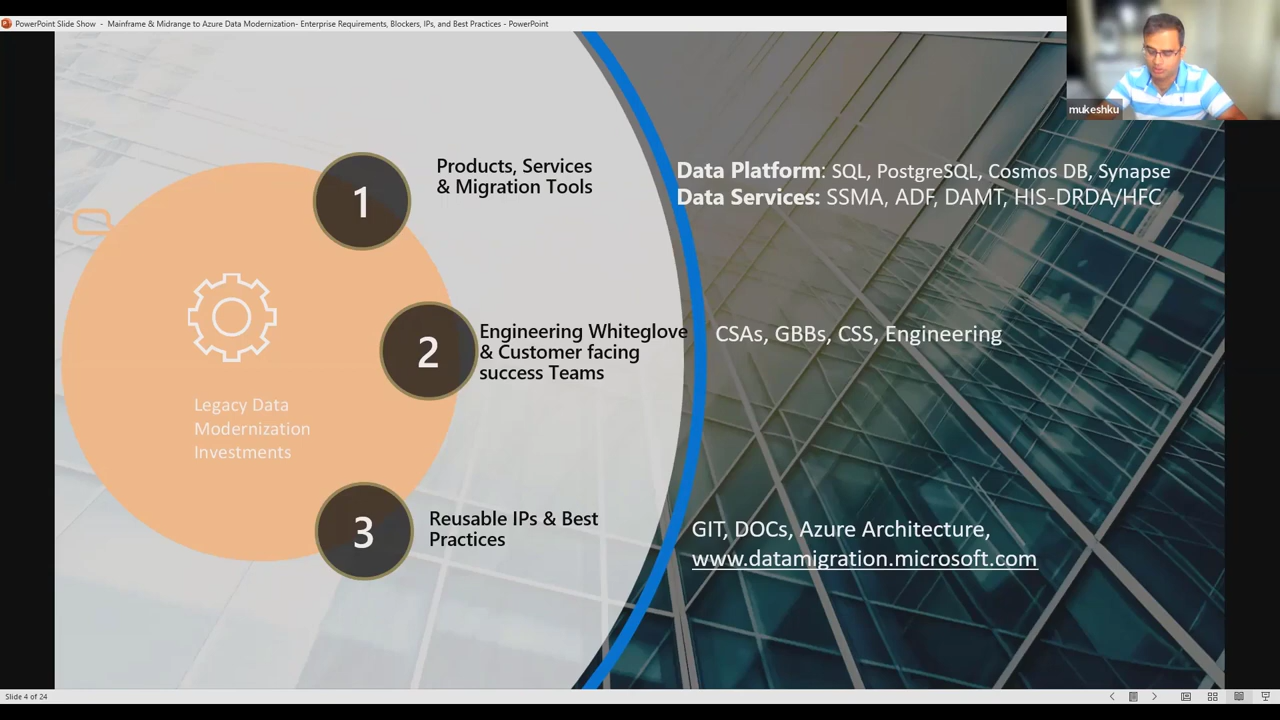 PowerPoint Slide Show - Mainframe & Midrange to Azure Data Modernization- Enterprise Requirements, Blockers, IPs, and Best Practices - PowerPoint
mukeshku
1
Products, Services
& Migration Tools
Data Platform: SQL, PostgreSQL, Cosmos DB, Synapse
Data Services: SSMA, ADF, DAMT, HIS-DRDA/HFC
2
Engineering Whiteglove
& Customer facing
success Teams
CSAs, GBBs, CSS, Engineering
Legacy Data
Modernization
Investments
3
Reusable IPs & Best
Practices
GIT, DOCs, Azure Architecture,
www.datamigration.microsoft.com
Slide 4 of 24